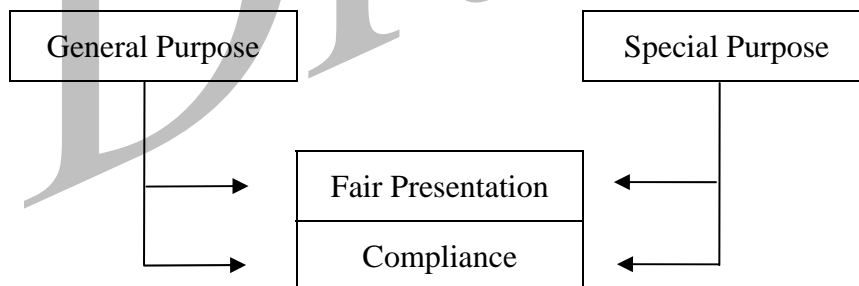 General Purpose
Special Purpose
Fair Presentation
Compliance